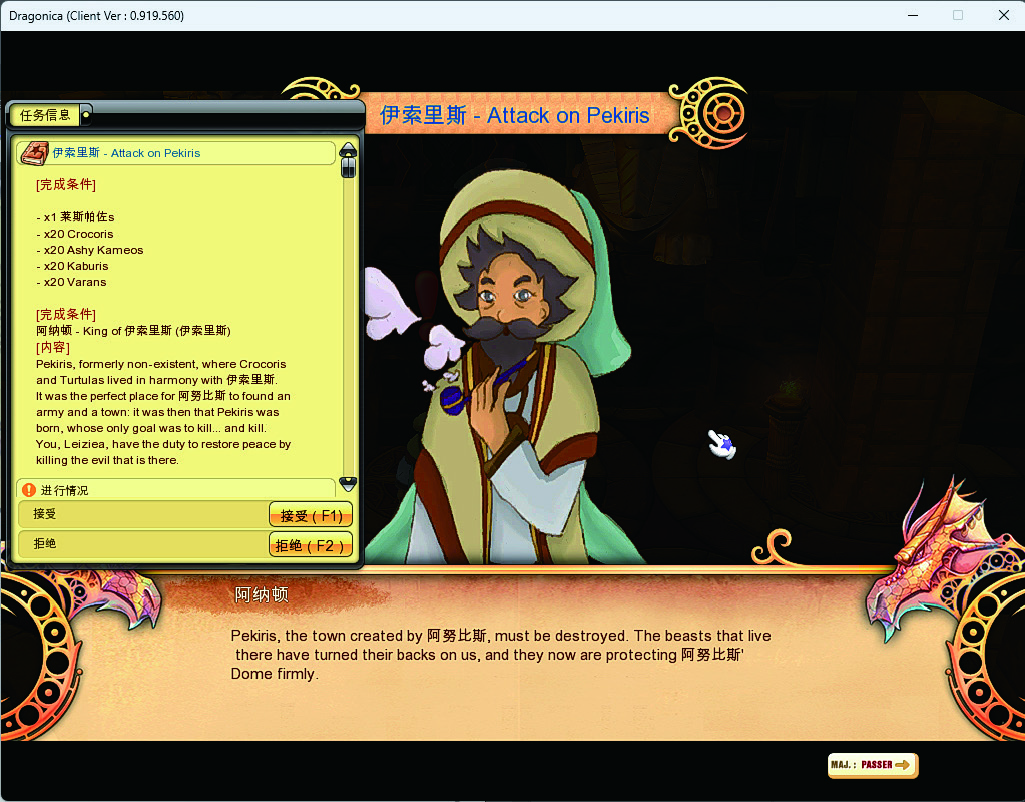 Dragonica (Client Ver : 0.919.560)
伊索里斯 - Attack on Pekiris
任务信息
伊索里斯 - Attack on Pekiris
[完成条件]
- x1 莱斯帕佐s
- x20 Crocoris
- x20 Ashy Kameos
- x20 Kaburis
- x20 Varans
[完成条件]
阿纳顿 - King of 伊索里斯 (伊索里斯)
[内容]
Pekiris, formerly non-existent, where Crocoris
and Turtulas lived in harmony with 伊索里斯.
It was the perfect place for 阿努比斯 to found an
army and a town: it was then that Pekiris was
born, whose only goal was to kill... and kill.
You, Leiziea, have the duty to restore peace by
killing the evil that is there.
进行情况
接受
接受 ( F1)
拒绝
拒绝 ( F2 )
阿纳顿
Pekiris, the town created by 阿努比斯, must be destroyed. The beasts that live
there have turned their backs on us, and they now are protecting 阿努比斯'
Dome firmly.
MAJ. : PASSER